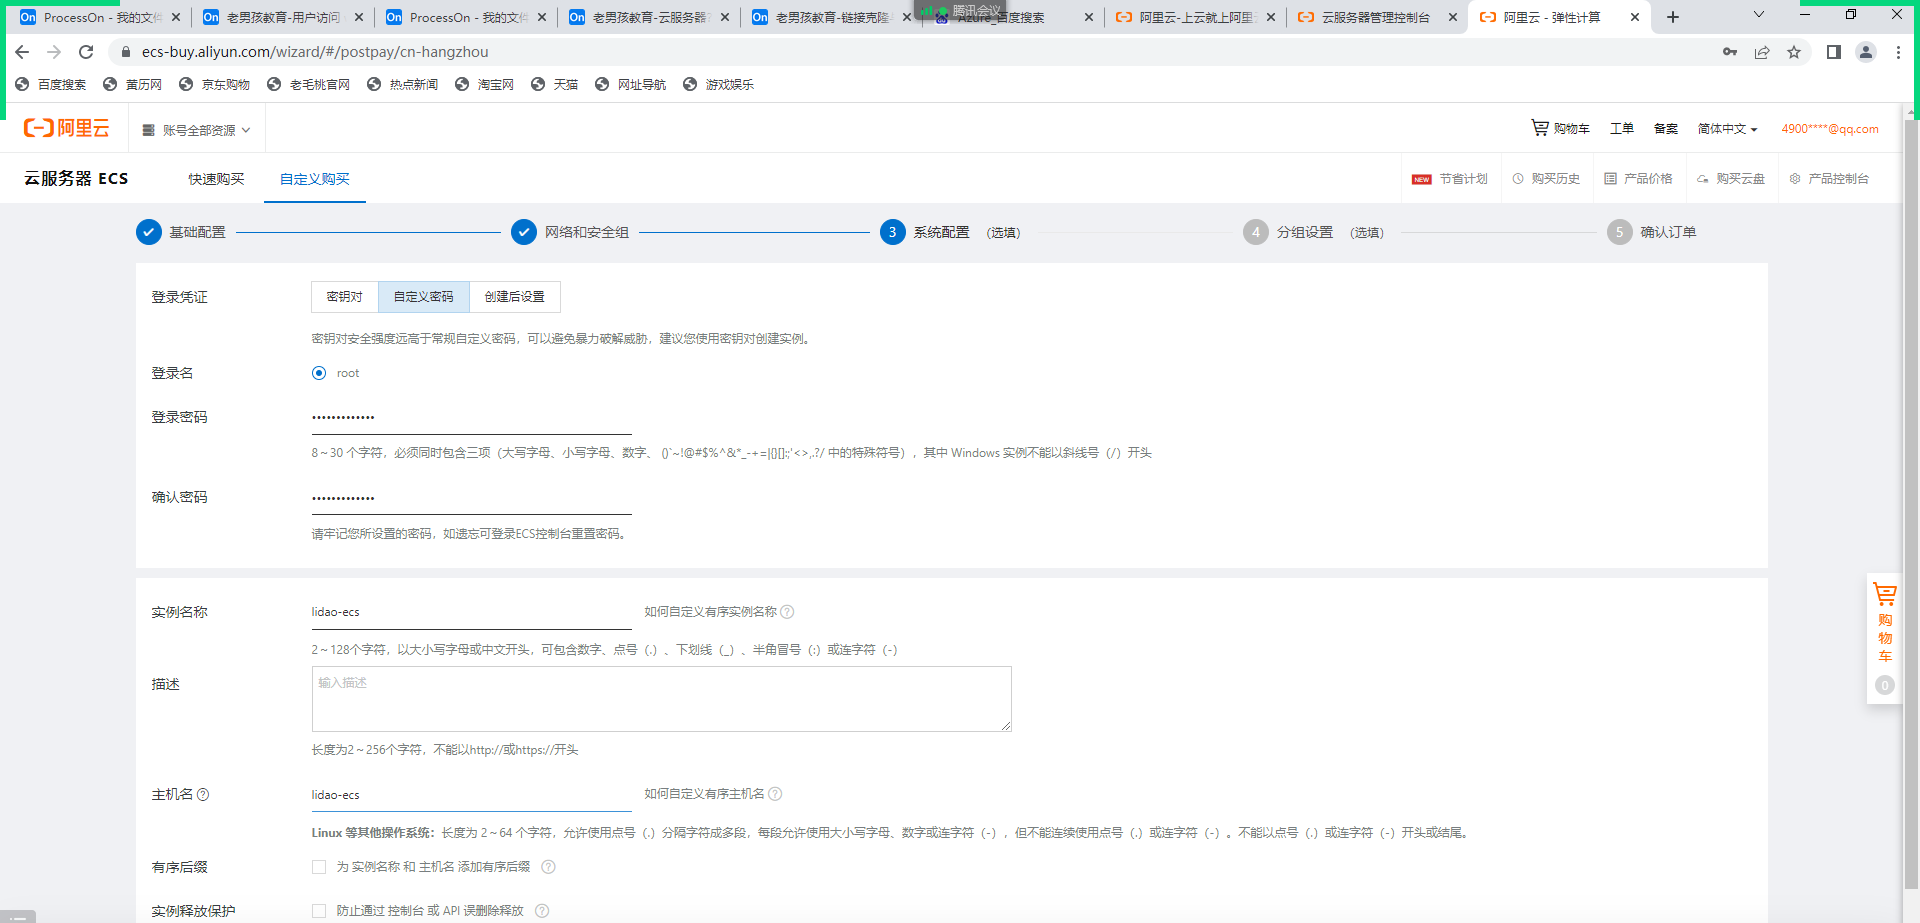 ProcessOn - 我的文件
老男孩教育-用户访问
ProcessOn - 我的文件
老男孩教育-云服务器
老男孩教育-链接克隆
Azure_百度搜索
腾讯会议
阿里云-上云就上阿里云
云服务器管理控制台
阿里云 - 弹性计算
ecs-buy.aliyun.com/wizard/#/postpay/cn-hangzhou
百度搜索
黄历网
京东购物
老毛桃官网
热点新闻
淘宝网
天猫
网址导航
游戏娱乐
阿里云
账号全部资源
购物车
工单
备案
简体中文
4900****@qq.com
云服务器 ECS
快速购买
自定义购买
NEW 节省计划
购买历史
产品价格
购买云盘
产品控制台
基础配置
网络和安全组
3 系统配置 (选填)
4 分组设置 (选填)
5 确认订单
登录凭证
密钥对
自定义密码
创建后设置
密钥对安全强度远高于常规自定义密码，可以避免暴力破解威胁，建议您使用密钥对创建实例。
登录名
root
登录密码
•••••••••••••
8～30 个字符，必须同时包含三项（大写字母、小写字母、数字、 ()`~!@#$%^&*_-+=|{}[]:;'<>,.?/ 中的特殊符号），其中 Windows 实例不能以斜线号（/）开头
确认密码
•••••••••••••
请牢记您所设置的密码，如遗忘可登录ECS控制台重置密码。
实例名称
lidao-ecs
如何自定义有序实例名称
2～128个字符，以大小写字母或中文开头，可包含数字、点号（.）、下划线（_）、半角冒号（:）或连字符（-）
描述
输入描述
长度为2～256个字符，不能以http://或https://开头
主机名
lidao-ecs
如何自定义有序主机名
Linux 等其他操作系统：长度为 2～64 个字符，允许使用点号（.）分隔字符成多段，每段允许使用大小写字母、数字或连字符（-），但不能连续使用点号（.）或连字符（-）。不能以点号（.）或连字符（-）开头或结尾。
有序后缀
为 实例名称 和 主机名 添加有序后缀
实例释放保护
防止通过 控制台 或 API 误删除释放
购物车
0